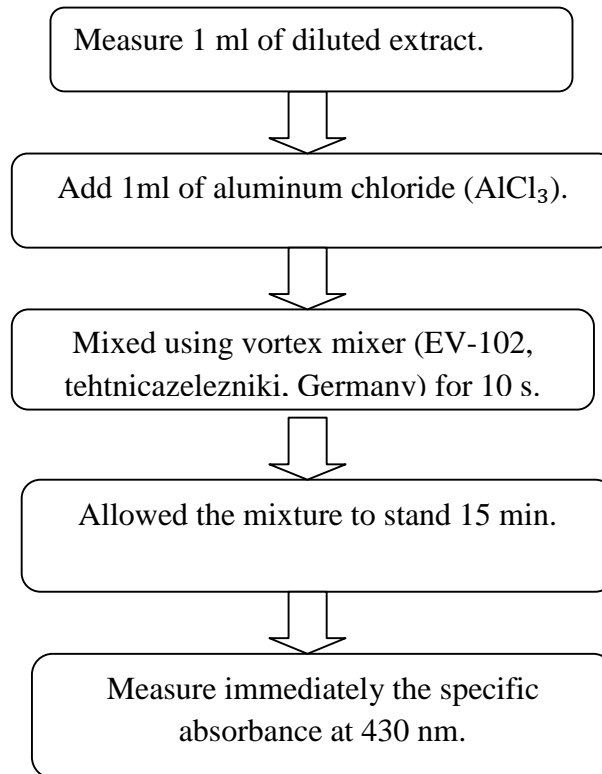 Measure 1 ml of diluted extract.
Add 1ml of aluminum chloride (AlCl₃).
Mixed using vortex mixer (EV-102,
tehtnicazelezniki, Germany) for 10 s.
Allowed the mixture to stand 15 min.
Measure immediately the specific
absorbance at 430 nm.